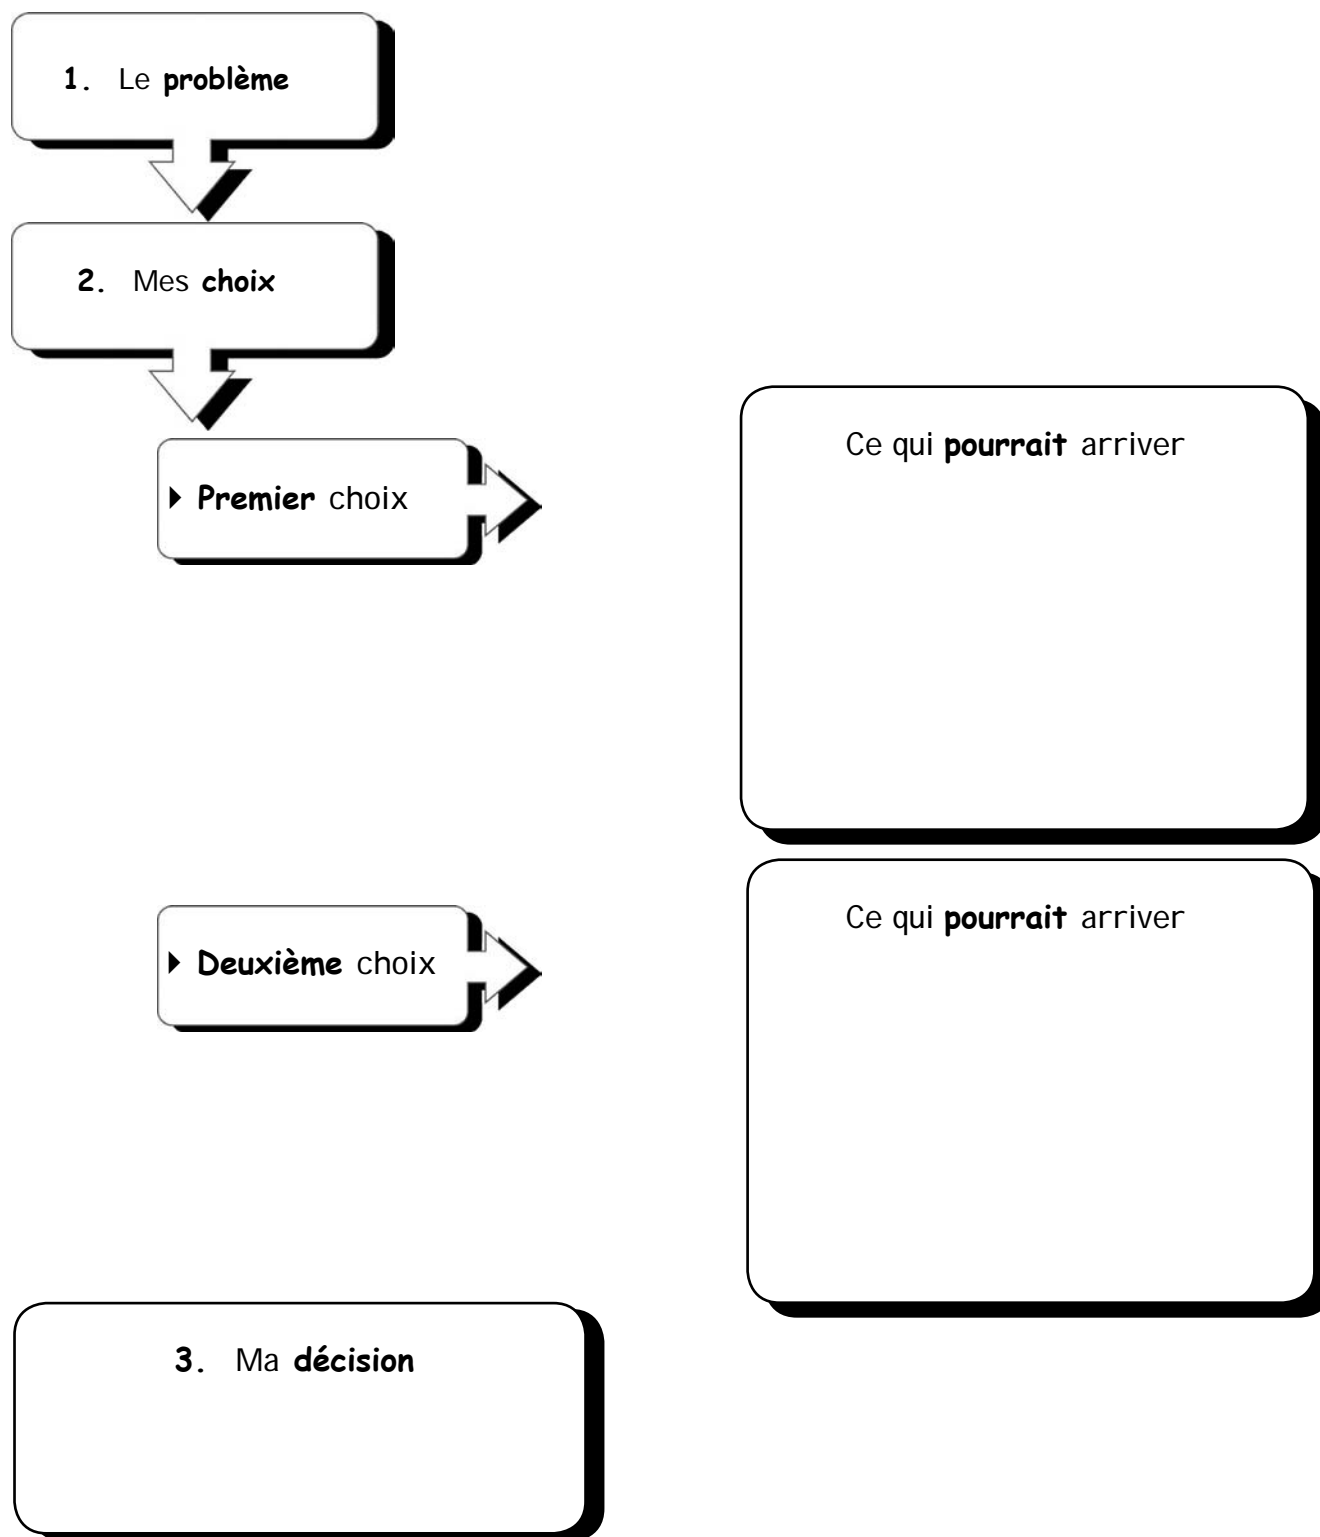 1. Le problème
2. Mes choix
Ce qui pourrait arriver
Premier choix
Ce qui pourrait arriver
Deuxième choix
3. Ma décision